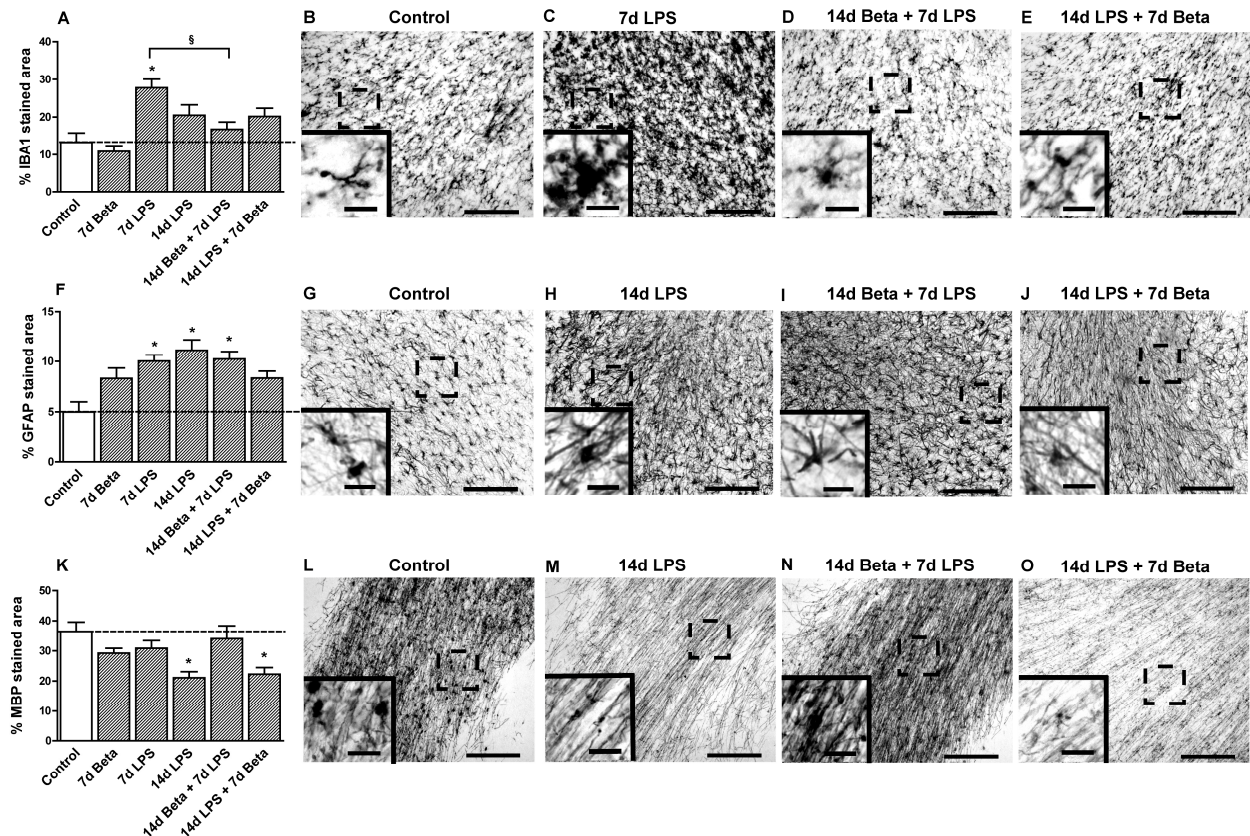 A
% IBA1 stained area
40
30
20
10
0
*
§
Control
7d Beta
7d LPS
14d LPS
14d Beta + 7d LPS
14d LPS + 7d Beta
B Control
C 7d LPS
D 14d Beta + 7d LPS
E 14d LPS + 7d Beta
F
% GFAP stained area
15
10
5
0
* * *
Control
7d Beta
7d LPS
14d LPS
14d Beta + 7d LPS
14d LPS + 7d Beta
G Control
H 14d LPS
I 14d Beta + 7d LPS
J 14d LPS + 7d Beta
K
% MBP stained area
50
40
30
20
10
0
* *
Control
7d Beta
7d LPS
14d LPS
14d Beta + 7d LPS
14d LPS + 7d Beta
L Control
M 14d LPS
N 14d Beta + 7d LPS
O 14d LPS + 7d Beta